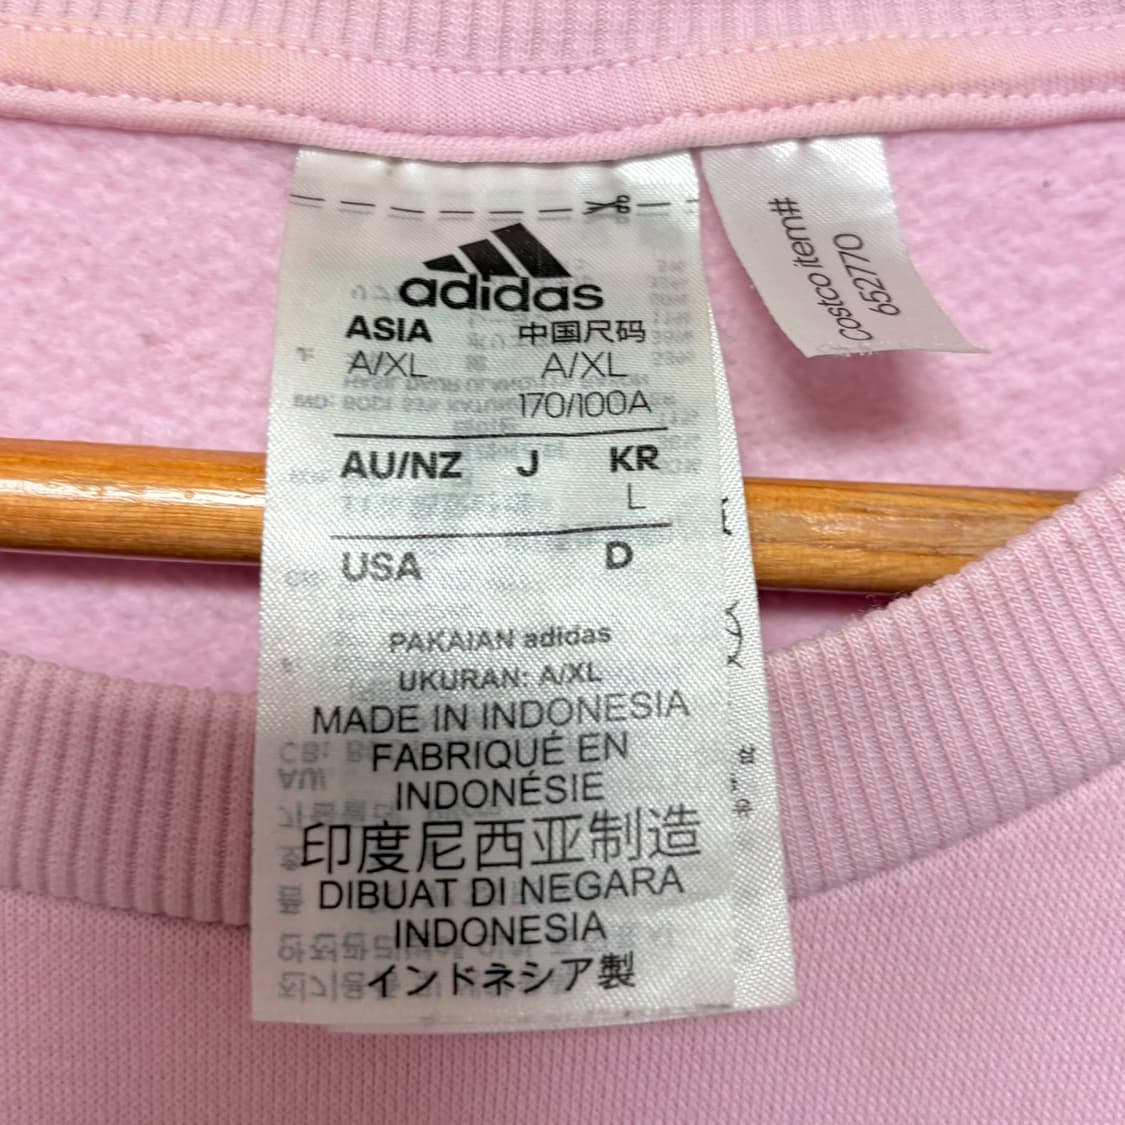 adidas
ASIA 中国尺码
A/XL A/XL
170/100A
AU/NZ J KR
L
USA D
PAKAIAN adidas
UKURAN: A/XL
MADE IN INDONESIA
FABRIQUÉ EN
INDONÉSIE
印度尼西亚制造
DIBUAT DI NEGARA
INDONESIA
インドネシア製
Costco item#
652770